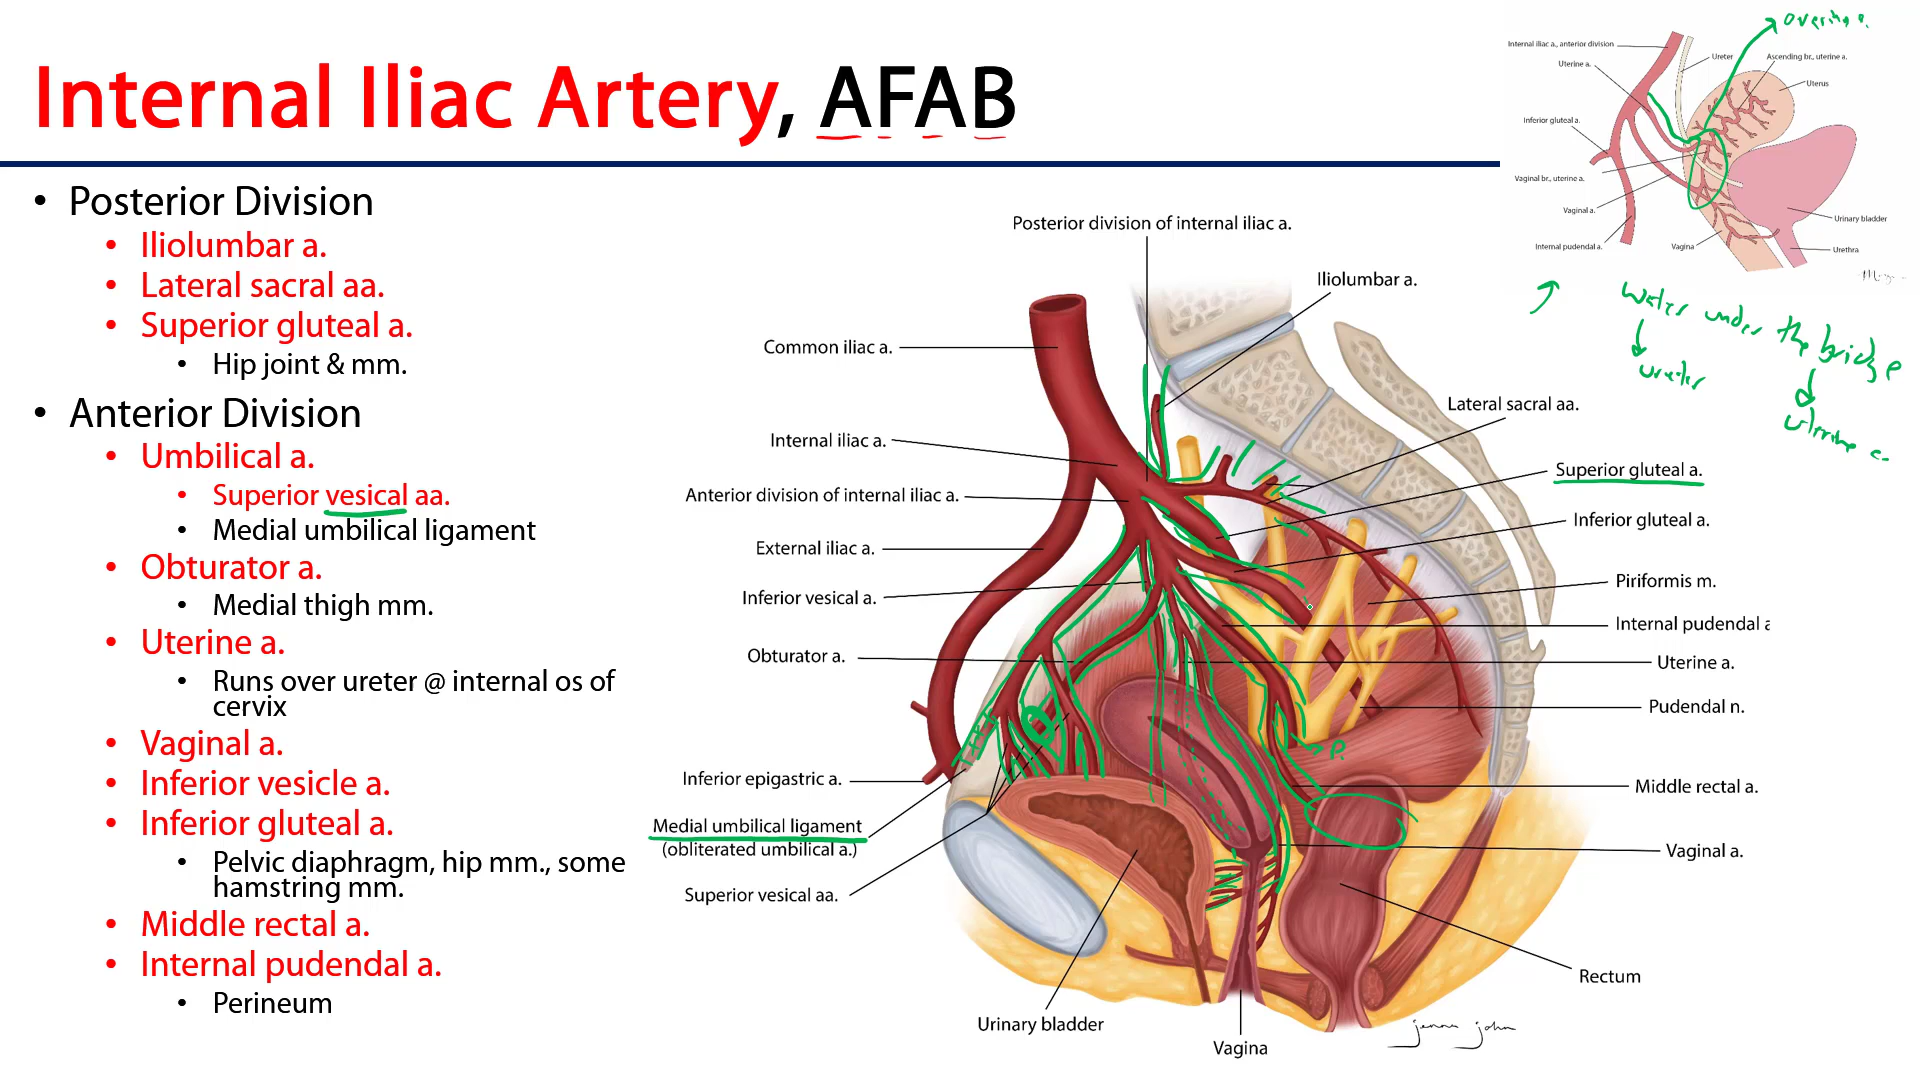 Internal Iliac Artery, AFAB
• Posterior Division
• Iliolumbar a.
• Lateral sacral aa.
• Superior gluteal a.
• Hip joint & mm.
• Anterior Division
• Umbilical a.
• Superior vesical aa.
• Medial umbilical ligament
• Obturator a.
• Medial thigh mm.
• Uterine a.
• Runs over ureter @ internal os of
cervix
• Vaginal a.
• Inferior vesicle a.
• Inferior gluteal a.
• Pelvic diaphragm, hip mm., some
hamstring mm.
• Middle rectal a.
• Internal pudendal a.
• Perineum
Posterior division of internal iliac a.
Iliolumbar a.
Common iliac a.
Lateral sacral aa.
Internal iliac a.
Superior gluteal a.
Anterior division of internal iliac a.
Inferior gluteal a.
External iliac a.
Piriformis m.
Inferior vesical a.
Internal pudendal a
Obturator a.
Uterine a.
Pudendal n.
Inferior epigastric a.
Middle rectal a.
Medial umbilical ligament
(obliterated umbilical a.)
Vaginal a.
Superior vesical aa.
Rectum
Urinary bladder
Vagina
jenna john
P.
Internal iliac a., anterior division
Uterine a.
Ureter
Ascending br., uterine a.
Uterus
Inferior gluteal a.
Vaginal br., uterine a.
Vaginal a.
Internal pudendal a.
Vagina
Urinary bladder
Urethra
water under the bridge
ureter
uterine a.